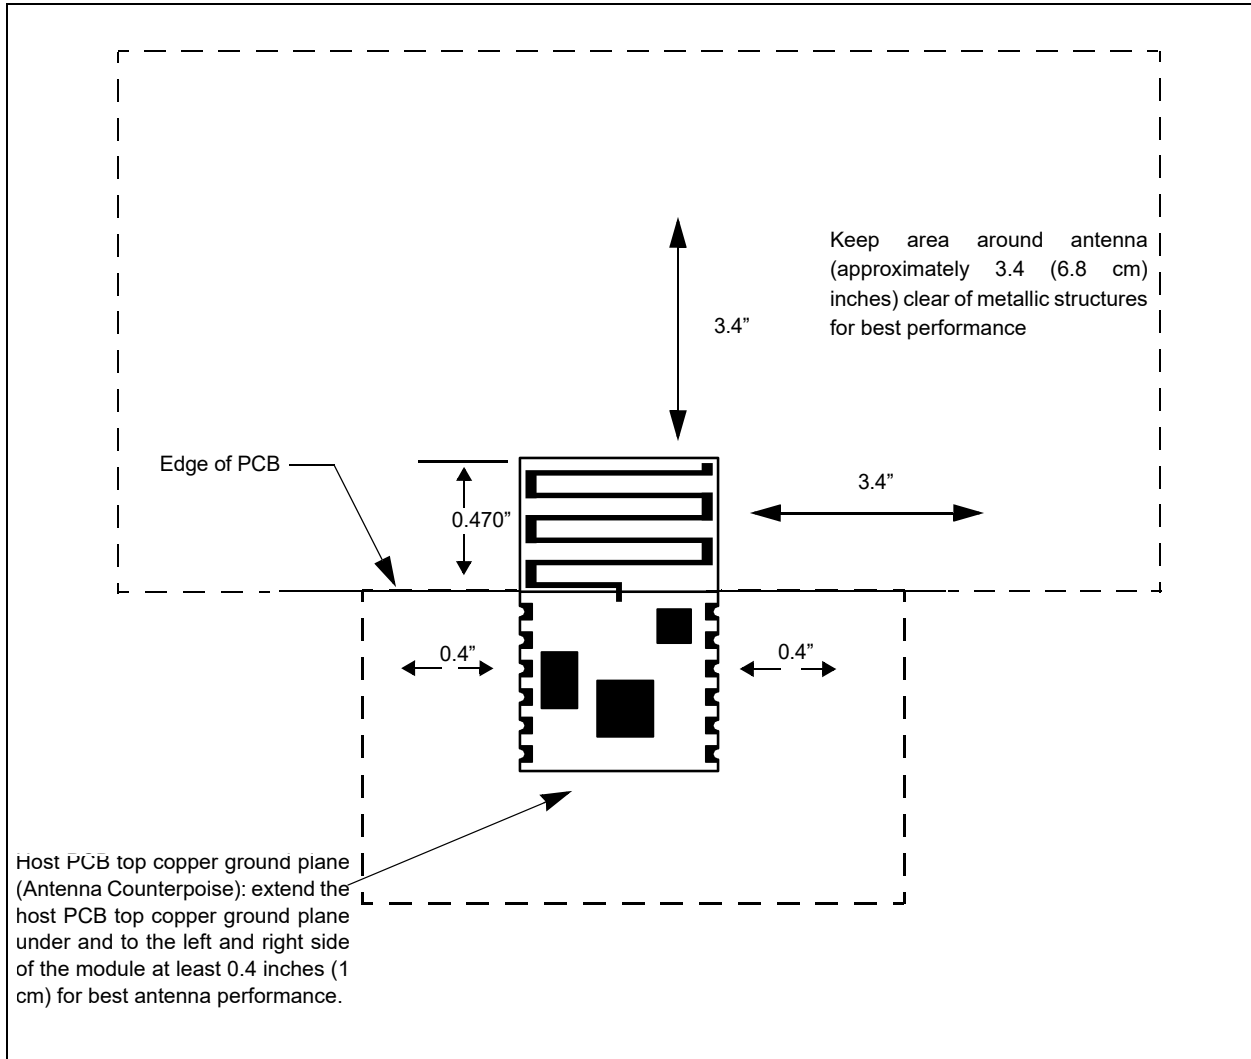 Keep area around antenna
(approximately 3.4 (6.8 cm)
inches) clear of metallic structures
for best performance
3.4”
Edge of PCB
0.470”
3.4”
0.4”
0.4”
Host PCB top copper ground plane
(Antenna Counterpoise): extend the
host PCB top copper ground plane
under and to the left and right side
of the module at least 0.4 inches (1
cm) for best antenna performance.